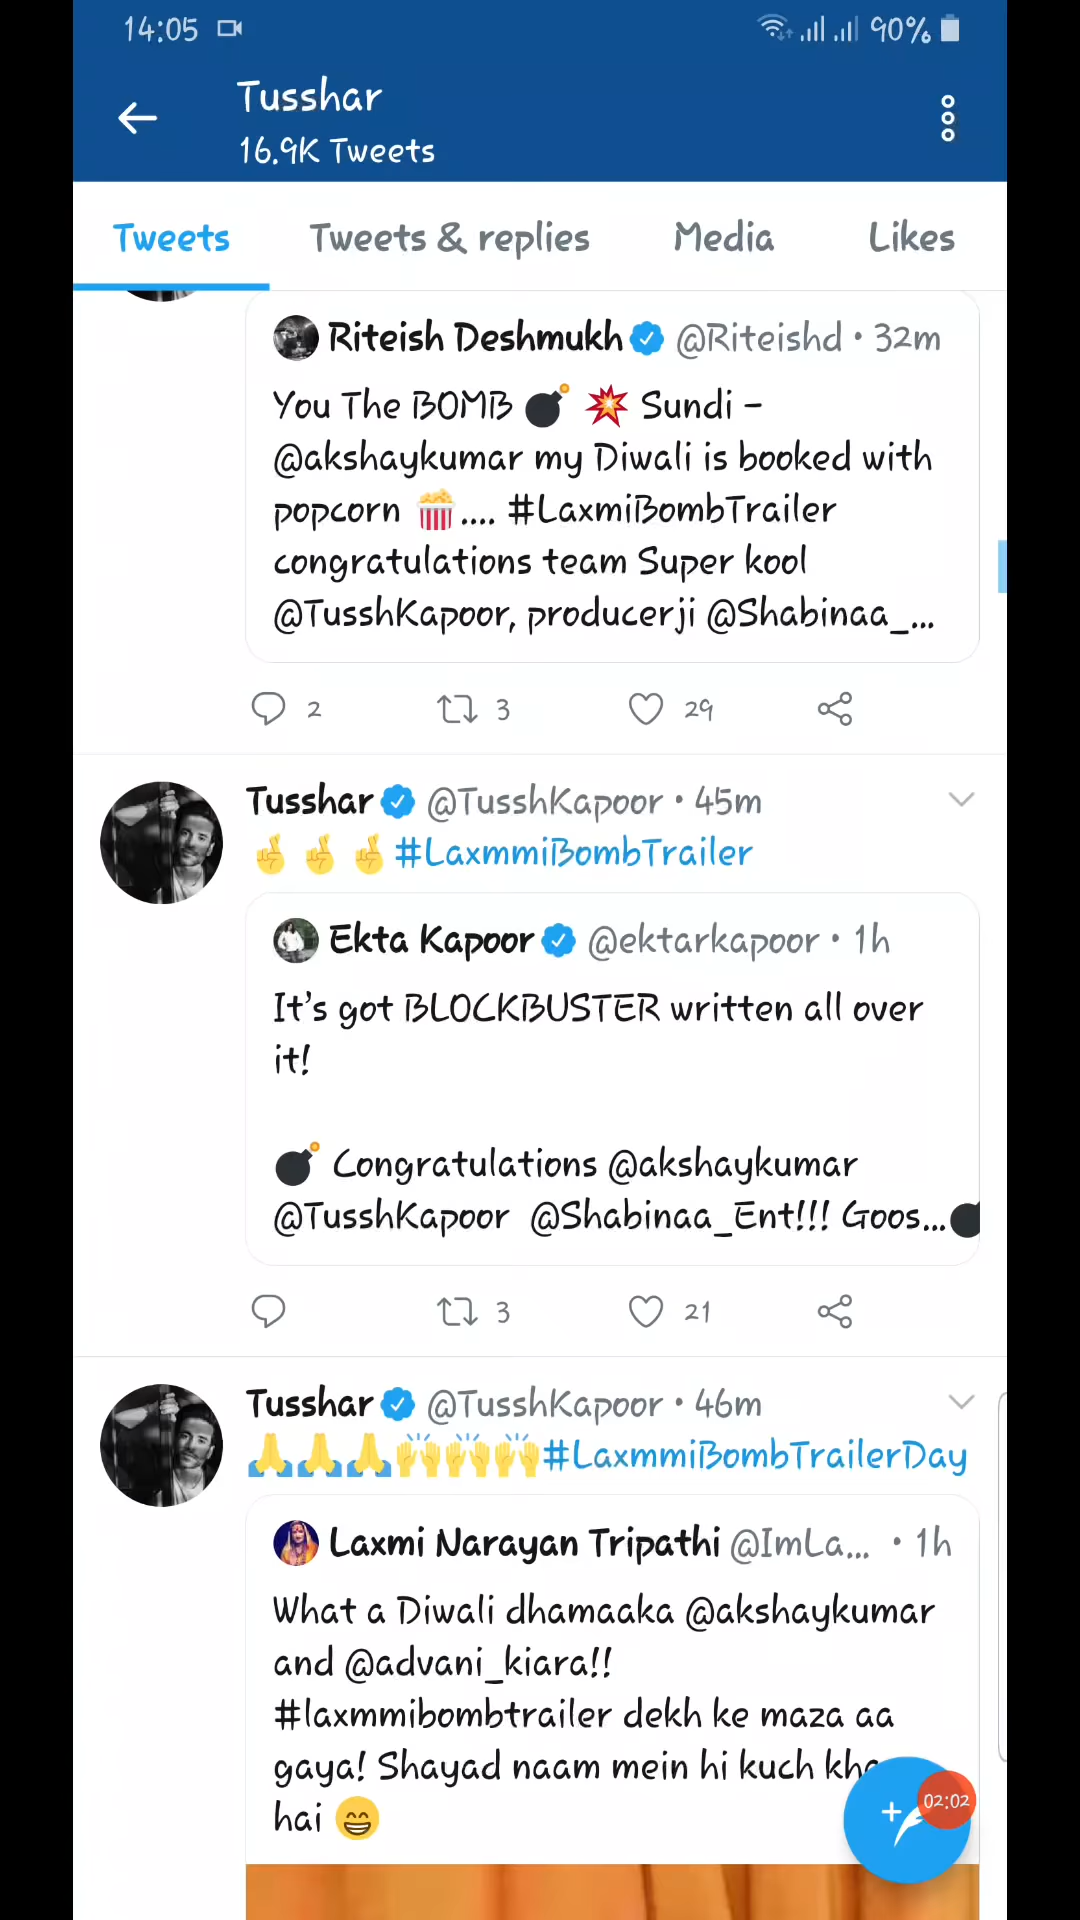 14:05 90%
Tusshar
16.9K Tweets
Tweets Tweets & replies Media Likes
Riteish Deshmukh @Riteishd • 32m
You The BOMB 💣 💥 Sundi -
@akshaykumar my Diwali is booked with
popcorn 🍿.... #LaxmiBombTrailer
congratulations team Super kool
@TusshKapoor, producerji @Shabinaa_...
2 3 29
Tusshar @TusshKapoor • 45m
🤞🤞🤞#LaxmmiBombTrailer
Ekta Kapoor @ektarkapoor • 1h
It's got BLOCKBUSTER written all over
it!
💣 Congratulations @akshaykumar
@TusshKapoor @Shabinaa_Ent!!! Goos...💣
3 21
Tusshar @TusshKapoor • 46m
🙏🙏🙏🙌🙌🙌#LaxmmiBombTrailerDay
Laxmi Narayan Tripathi @ImLa... • 1h
What a Diwali dhamaaka @akshaykumar
and @advani_kiara!!
#laxmmibombtrailer dekh ke maza aa
gaya! Shayad naam mein hi kuch
hai 😁
02:02